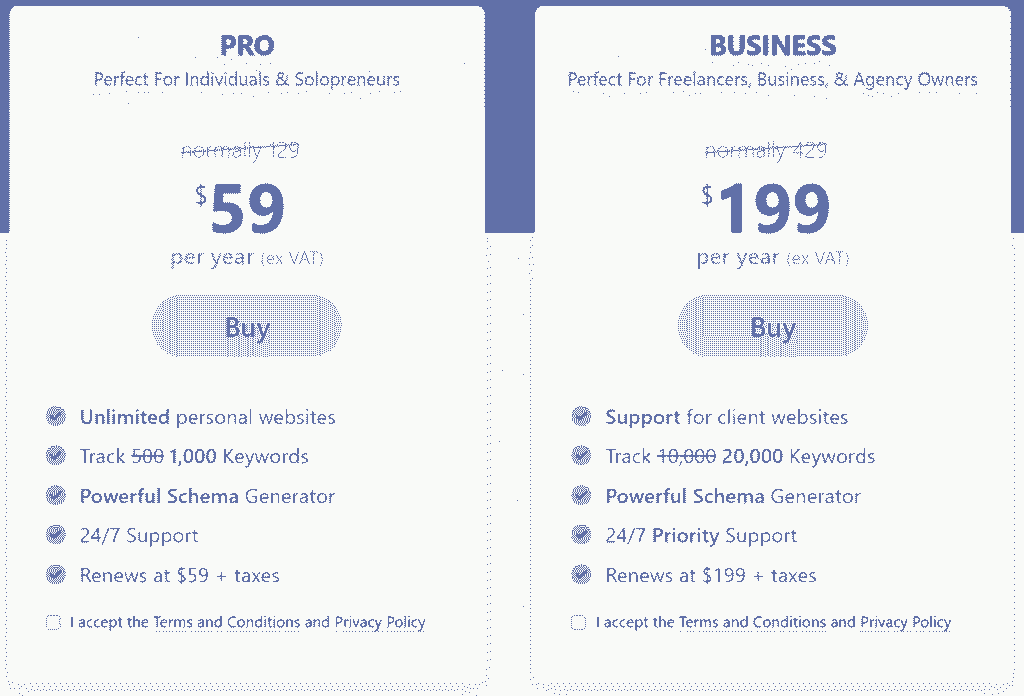 PRO
Perfect For Individuals & Solopreneurs
normally 129
$59
per year (ex VAT)
Buy
Unlimited personal websites
Track 500 1,000 Keywords
Powerful Schema Generator
24/7 Support
Renews at $59 + taxes
I accept the Terms and Conditions and Privacy Policy
BUSINESS
Perfect For Freelancers, Business, & Agency Owners
normally 429
$199
per year (ex VAT)
Buy
Support for client websites
Track 10,000 20,000 Keywords
Powerful Schema Generator
24/7 Priority Support
Renews at $199 + taxes
I accept the Terms and Conditions and Privacy Policy